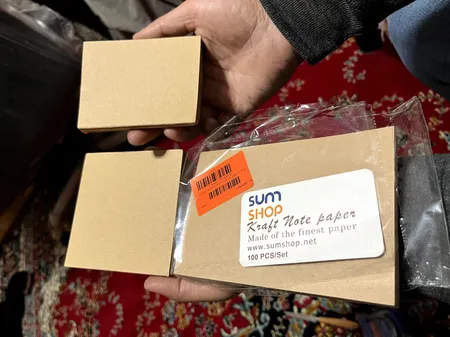 SUM
SHOP
Kraft Note paper
Made of the finest paper
www.sumshop.net
100 PCS/Set